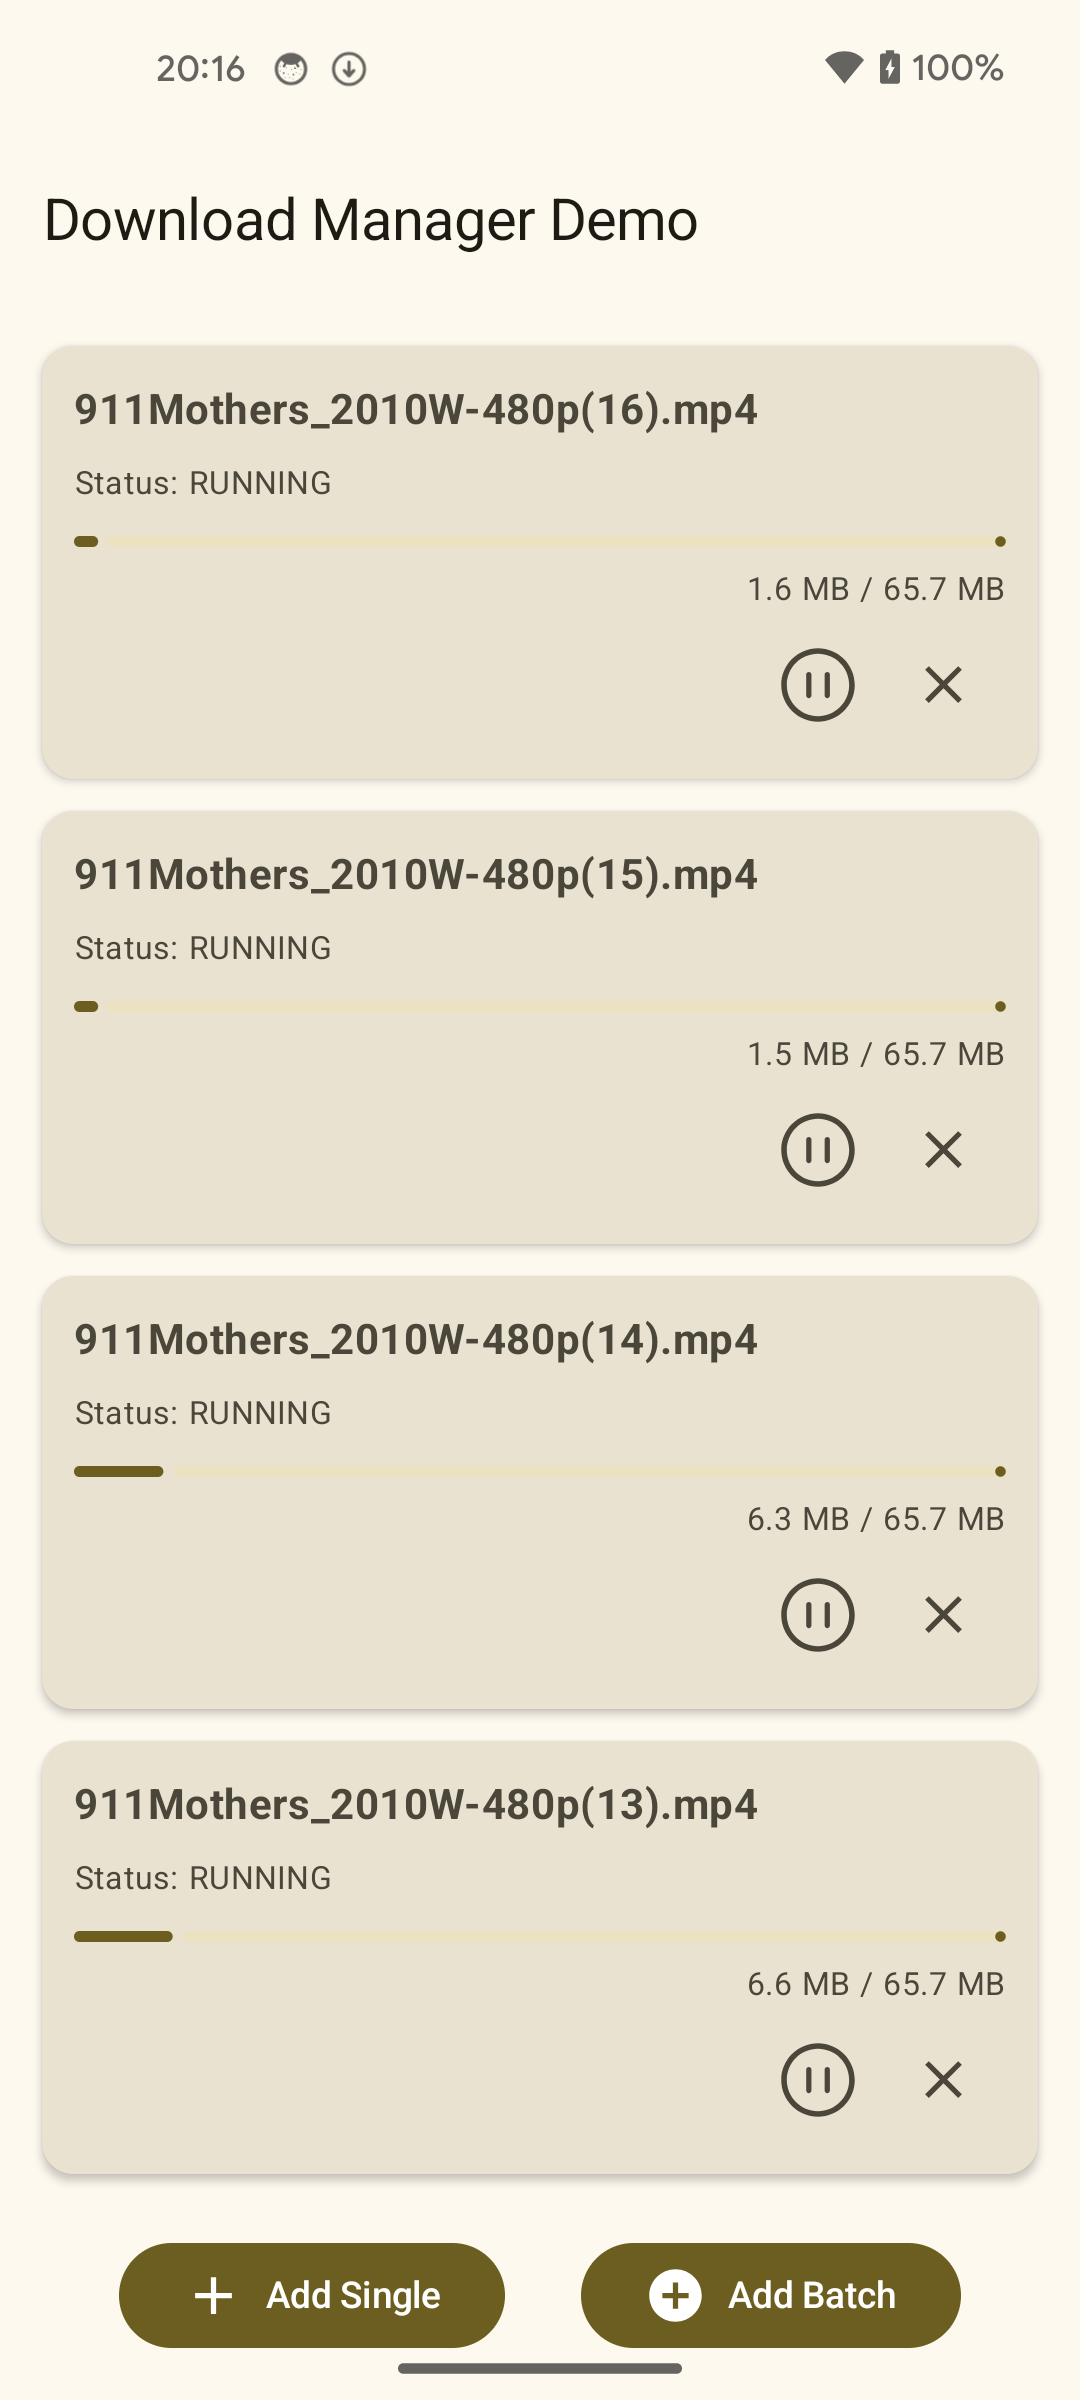 20:16 100%
Download Manager Demo
911Mothers_2010W-480p(16).mp4
Status: RUNNING
1.6 MB / 65.7 MB
911Mothers_2010W-480p(15).mp4
Status: RUNNING
1.5 MB / 65.7 MB
911Mothers_2010W-480p(14).mp4
Status: RUNNING
6.3 MB / 65.7 MB
911Mothers_2010W-480p(13).mp4
Status: RUNNING
6.6 MB / 65.7 MB
Add Single Add Batch